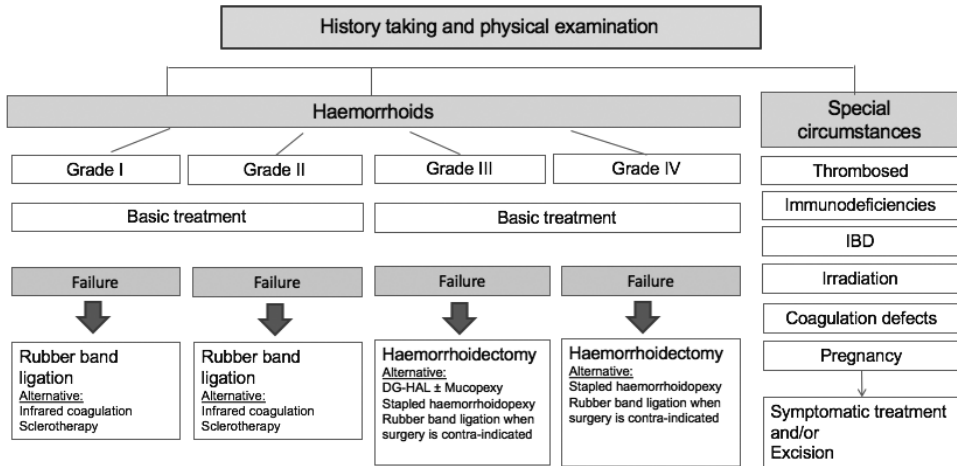 History taking and physical examination
Haemorrhoids
Special
circumstances
Grade I
Grade II
Grade III
Grade IV
Thrombosed
Basic treatment
Basic treatment
Immunodeficiencies
IBD
Failure
Failure
Failure
Failure
Irradiation
Coagulation defects
Pregnancy
Rubber band
ligation
Alternative:
Infrared coagulation
Sclerotherapy
Rubber band
ligation
Alternative:
Infrared coagulation
Sclerotherapy
Haemorrhoidectomy
Alternative:
DG-HAL ± Mucopexy
Stapled haemorrhoidopexy
Rubber band ligation when
surgery is contra-indicated
Haemorrhoidectomy
Alternative:
Stapled haemorrhoidopexy
Rubber band ligation when
surgery is contra-indicated
Symptomatic treatment
and/or
Excision